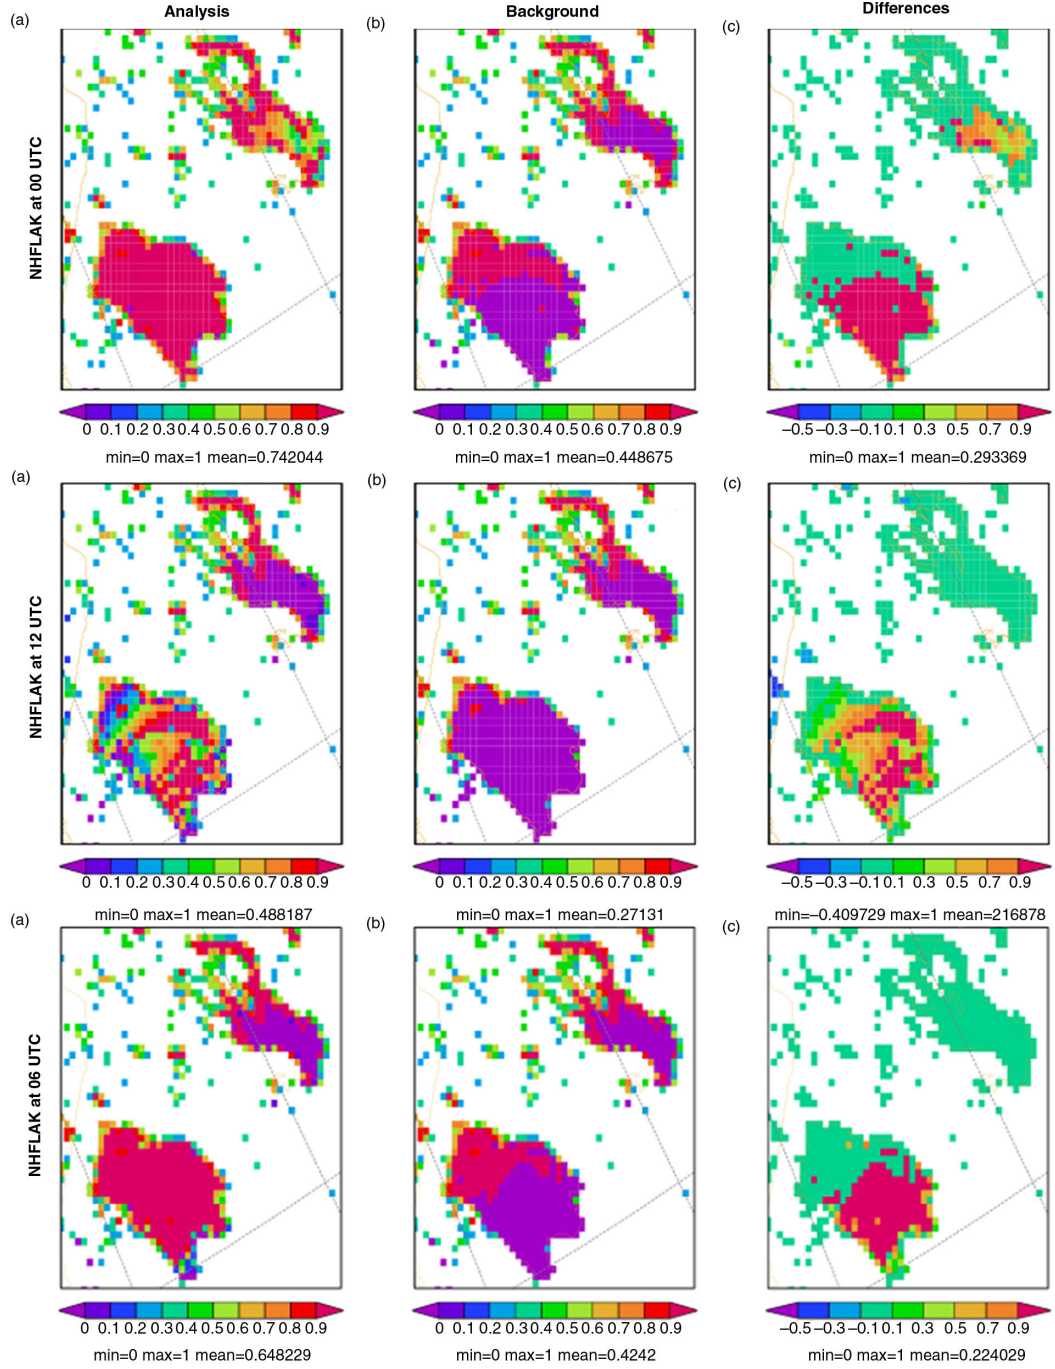 Analysis
Background
Differences
(a)
(b)
(c)
NHFLAK at 00 UTC
0 0.1 0.2 0.30.4 0.50.6 0.7 0.8 0.9
0 0.1 0.2 0.3 0.4 0.50.6 0.7 0.8 0.9
−0.5−0.3−0.1 0.1 0.3 0.5 0.7 0.9
min=0 max=1 mean=0.742044
min=0 max=1 mean=0.448675
min=0 max=1 mean=0.293369
(a)
(b)
(c)
NHFLAK at 12 UTC
0 0.1 0.2 0.30.4 0.50.6 0.7 0.8 0.9
0 0.1 0.2 0.3 0.4 0.50.6 0.7 0.8 0.9
−0.5−0.3−0.1 0.1 0.3 0.5 0.7 0.9
min=0 max=1 mean=0.488187
min=0 max=1 mean=0.27131
min=−0.409729 max=1 mean=216878
(a)
(b)
(c)
NHFLAK at 06 UTC
0 0.1 0.2 0.3 0.4 0.5 0.6 0.7 0.8 0.9
0 0.1 0.2 0.3 0.4 0.5 0.6 0.7 0.8 0.9
−0.5−0.3−0.1 0.1 0.3 0.5 0.7 0.9
min=0 max=1 mean=0.648229
min=0 max=1 mean=0.4242
min=0 max=1 mean=0.224029